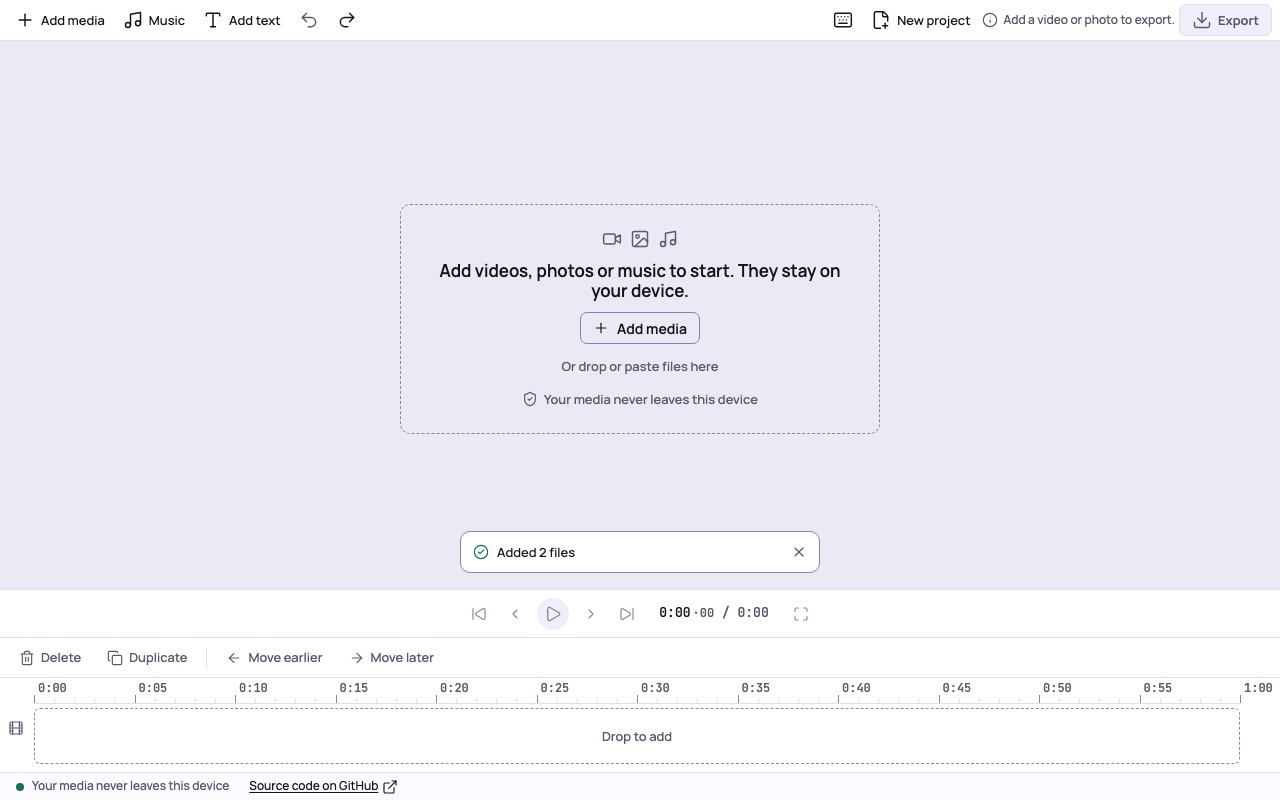 Add media
Music
Add text
New project
Add a video or photo to export.
Export
Add videos, photos or music to start. They stay on
your device.
Add media
Or drop or paste files here
Your media never leaves this device
Added 2 files
0:00·00 / 0:00
Delete
Duplicate
Move earlier
Move later
0:00 0:05 0:10 0:15 0:20 0:25 0:30 0:35 0:40 0:45 0:50 0:55 1:00
Drop to add
Your media never leaves this device
Source code on GitHub